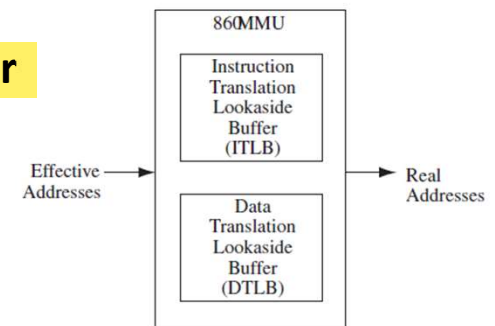 r
860MMU
Instruction
Translation
Lookaside
Buffer
(ITLB)
Effective
Addresses
Real
Addresses
Data
Translation
Lookaside
Buffer
(DTLB)